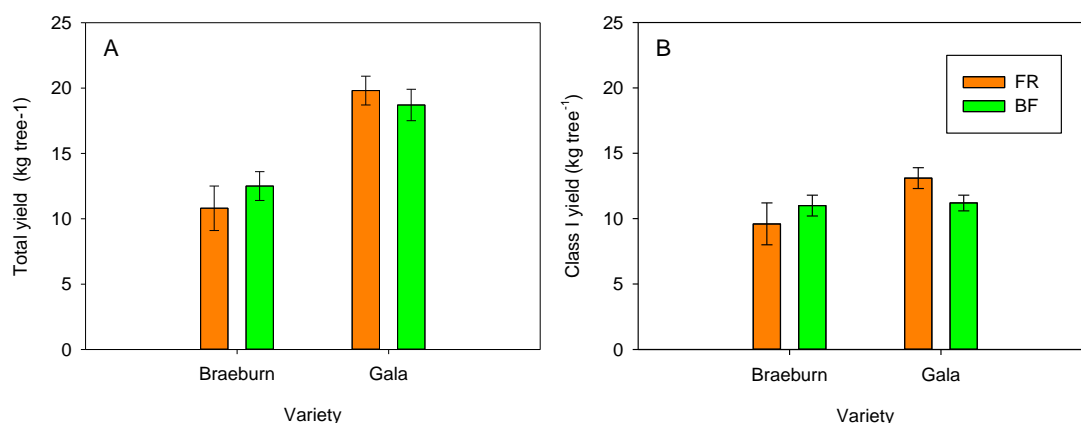 A
Total yield (kg tree-1)
25
20
15
10
5
0
Braeburn
Gala
Variety
B
Class I yield (kg tree⁻¹)
25
20
15
10
5
0
FR
BF
Braeburn
Gala
Variety